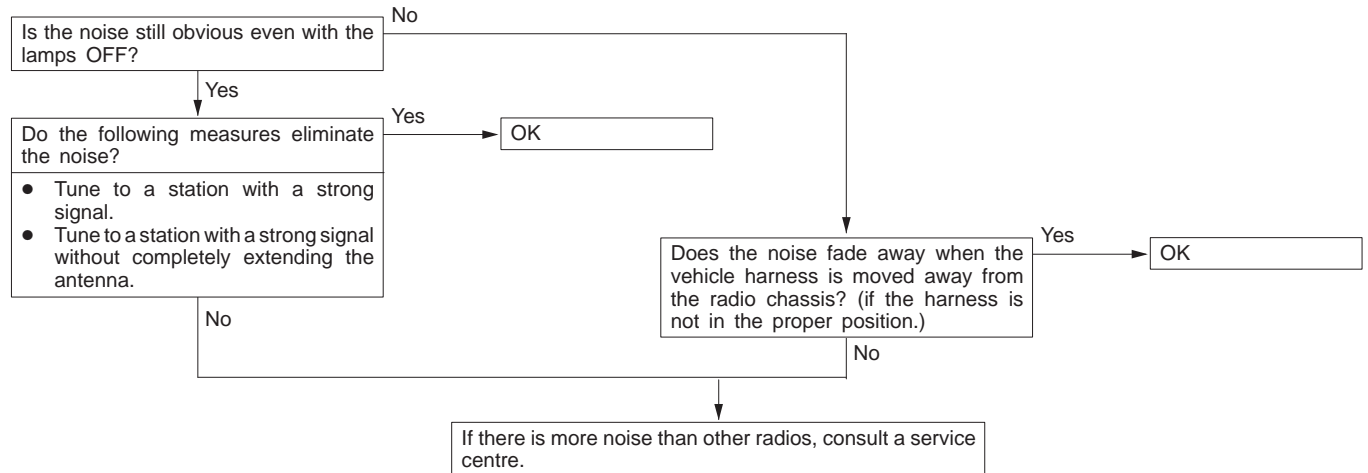 Is the noise still obvious even with the
lamps OFF?
No
Yes
Do the following measures eliminate
the noise?
● Tune to a station with a strong
signal.
● Tune to a station with a strong signal
without completely extending the
antenna.
Yes
OK
No
Does the noise fade away when the
vehicle harness is moved away from
the radio chassis? (if the harness is
not in the proper position.)
Yes
OK
No
If there is more noise than other radios, consult a service
centre.